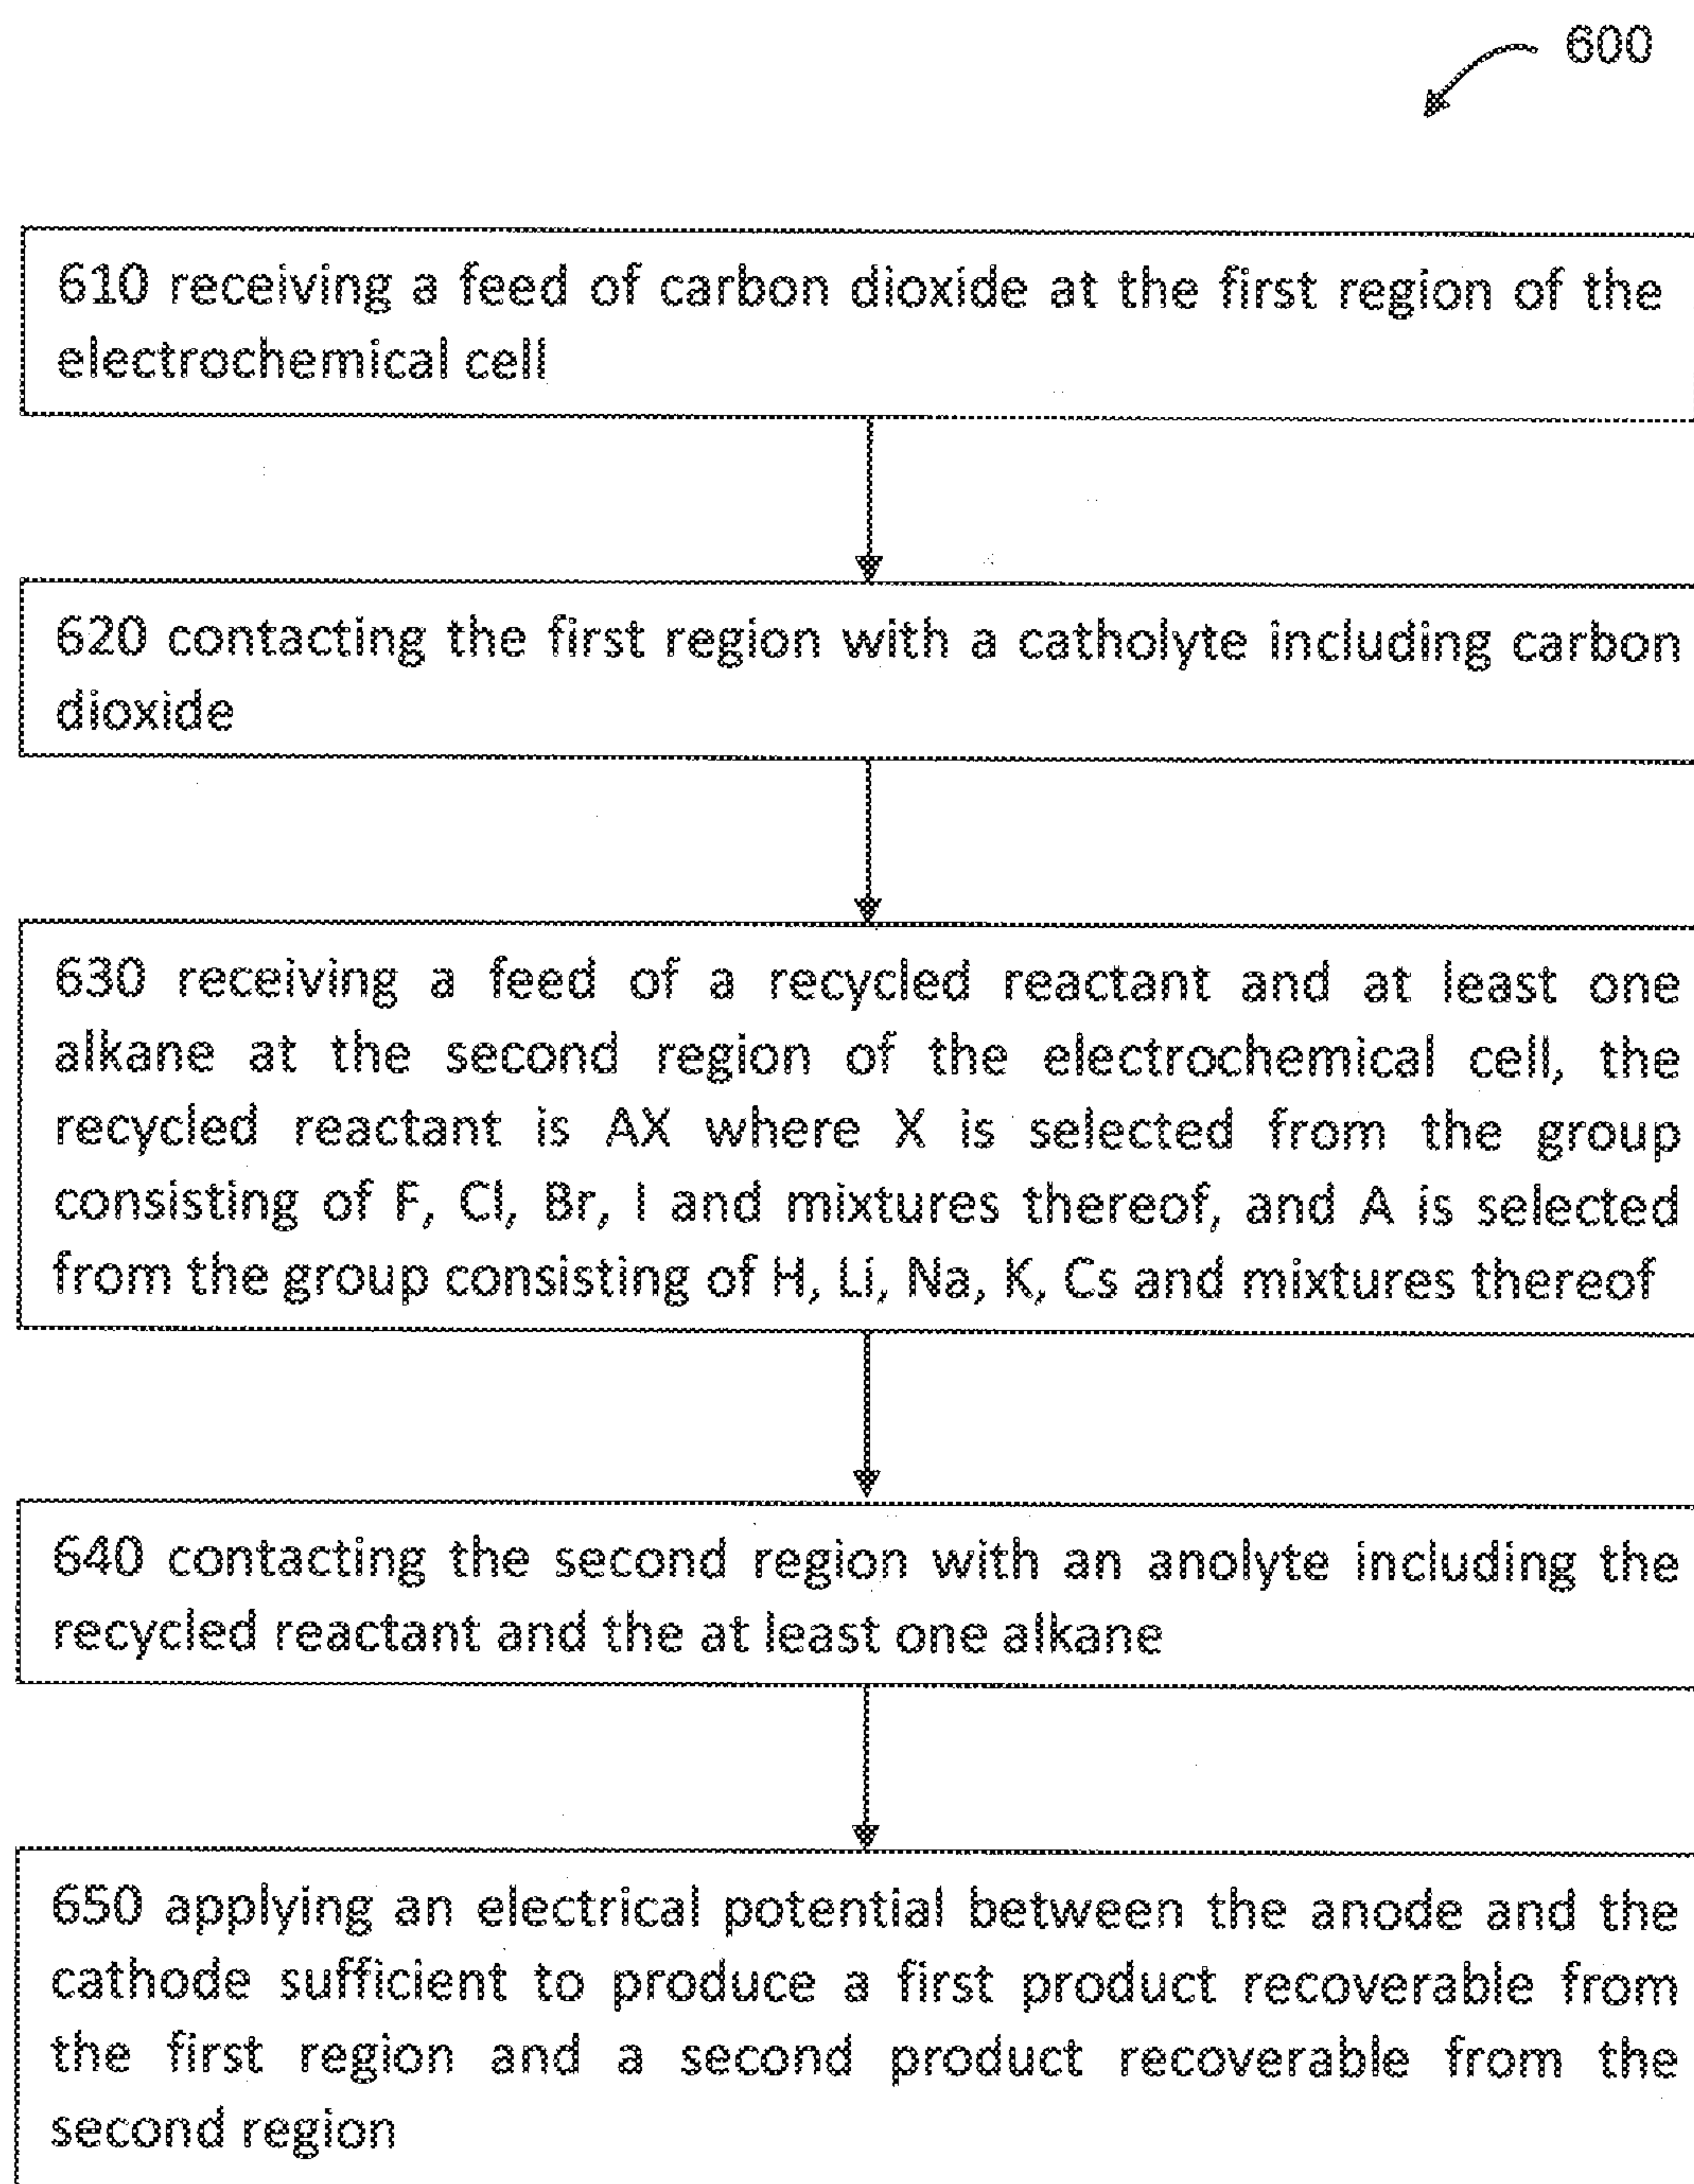 600
610 receiving a feed of carbon dioxide at the first region of the
electrochemical cell
620 contacting the first region with a catholyte including carbon
dioxide
630 receiving a feed of a recycled reactant and at least one
alkane at the second region of the electrochemical cell, the
recycled reactant is AX where X is selected from the group
consisting of F, Cl, Br, I and mixtures thereof, and A is selected
from the group consisting of H, Li, Na, K, Cs and mixtures thereof
640 contacting the second region with an anolyte including the
recycled reactant and the at least one alkane
650 applying an electrical potential between the anode and the
cathode sufficient to produce a first product recoverable from
the first region and a second product recoverable from the
second region